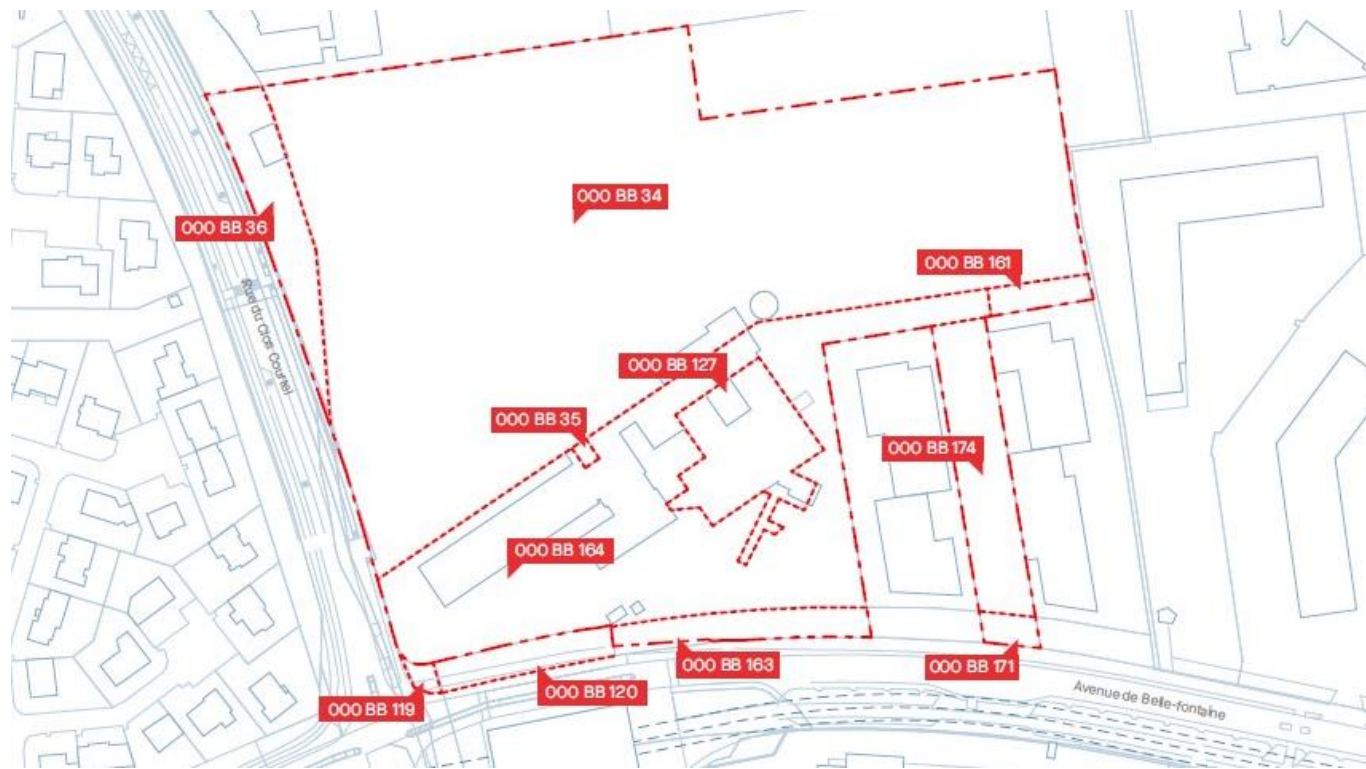 000 BB 34
000 BB 36
000 BB 161
Rue du Clos Courtel
000 BB 127
000 BB 35
000 BB 174
000 BB 164
000 BB 163
000 BB 171
000 BB 120
000 BB 119
Avenue de Belle-fontaine